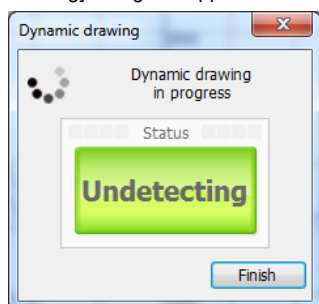 Dynamic drawing
Dynamic drawing
in progress
Status
Undetecting
Finish